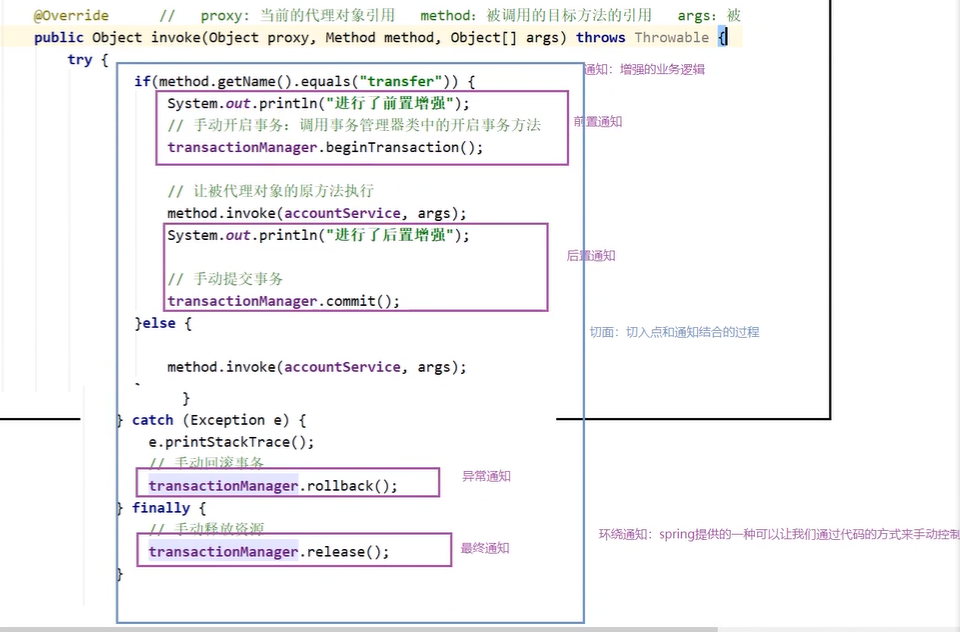 @Override // proxy: 当前的代理对象引用 method: 被调用的目标方法的引用 args: 被
public Object invoke(Object proxy, Method method, Object[] args) throws Throwable {
try {
通知: 增强的业务逻辑
if(method.getName().equals("transfer")) {
System.out.println("进行了前置增强");
// 手动开启事务: 调用事务管理器类中的开启事务方法
前置通知
transactionManager.beginTransaction();
// 让被代理对象的原方法执行
method.invoke(accountService, args);
System.out.println("进行了后置增强");
后置通知
// 手动提交事务
transactionManager.commit();
}else {
切面: 切入点和通知结合的过程
method.invoke(accountService, args);
}
} catch (Exception e) {
e.printStackTrace();
// 手动回滚事务
异常通知
transactionManager.rollback();
} finally {
// 手动释放资源
环绕通知: spring提供的一种可以让我们通过代码的方式来手动控制
transactionManager.release();
最终通知
}